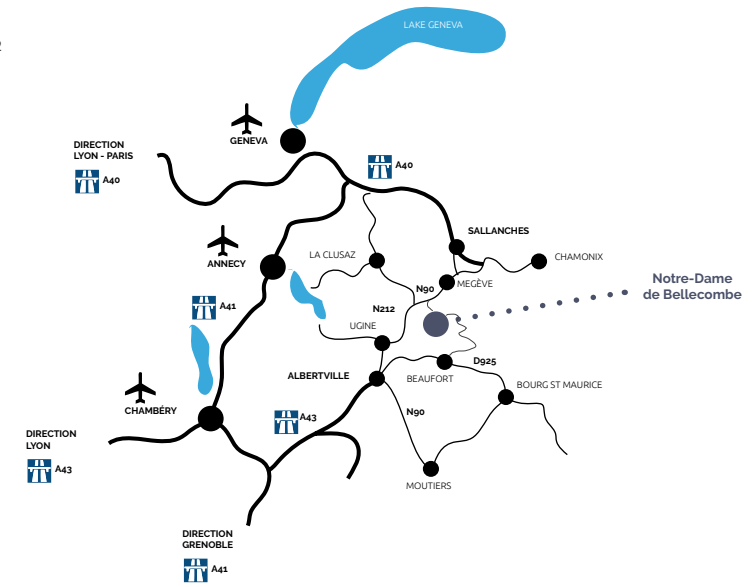 LAKE GENEVA
GENEVA
DIRECTION
LYON - PARIS
A40
A40
SALLANCHES
ANNECY
LA CLUSAZ
CHAMONIX
N90
MEGÈVE
Notre-Dame
de Bellecombe
A41
N212
UGINE
D925
ALBERTVILLE
BEAUFORT
BOURG ST MAURICE
CHAMBÉRY
A43
N90
DIRECTION
LYON
A43
MOUTIERS
DIRECTION
GRENOBLE
A41